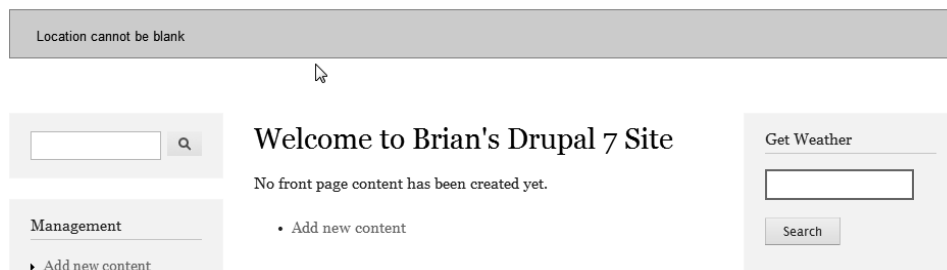 Location cannot be blank
Welcome to Brian's Drupal 7 Site
No front page content has been created yet.
Add new content
Management
Add new content
Get Weather
Search